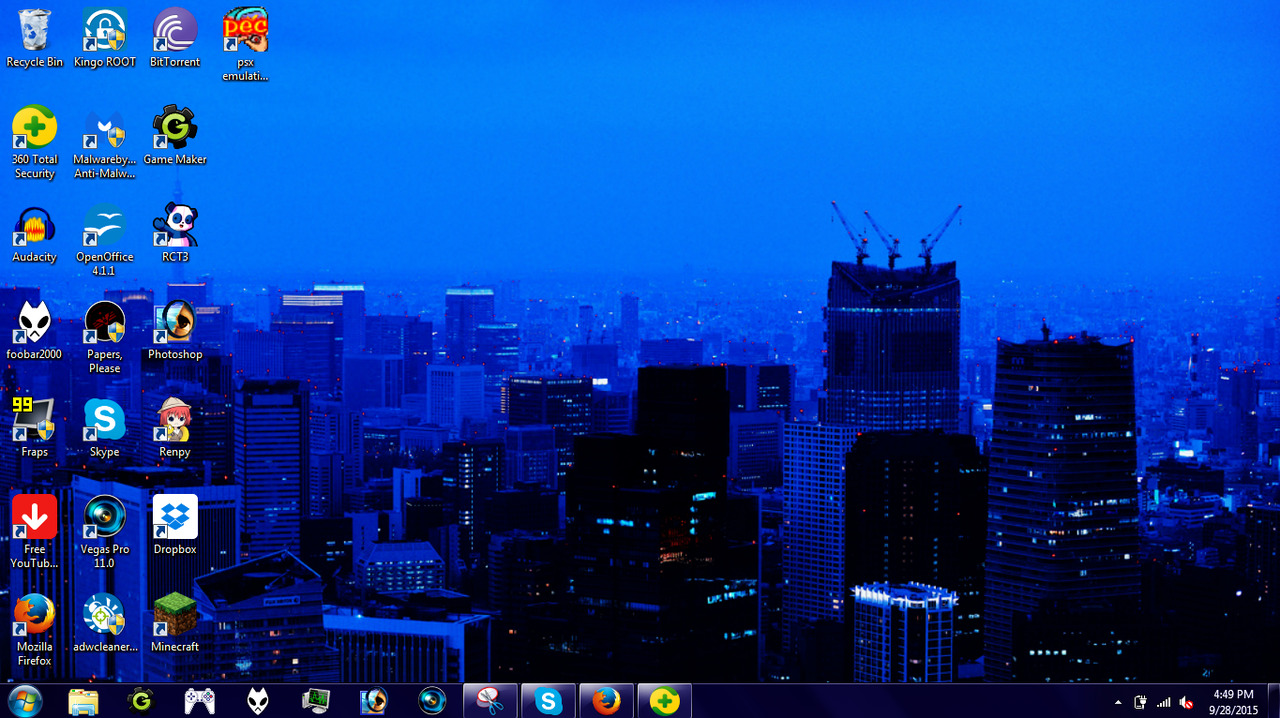 Recycle Bin
Kingo ROOT
BitTorrent
pec
psx
emulati...
360 Total
Security
Malwareby...
Anti-Malw...
Game Maker
Audacity
OpenOffice
4.1.1
RCT3
foobar2000
Papers,
Please
Photoshop
99
Fraps
S
Skype
Renpy
Free
YouTub...
Vegas Pro
11.0
Dropbox
Mozilla
Firefox
adwcleaner...
Minecraft
S
4:49 PM
9/28/2015